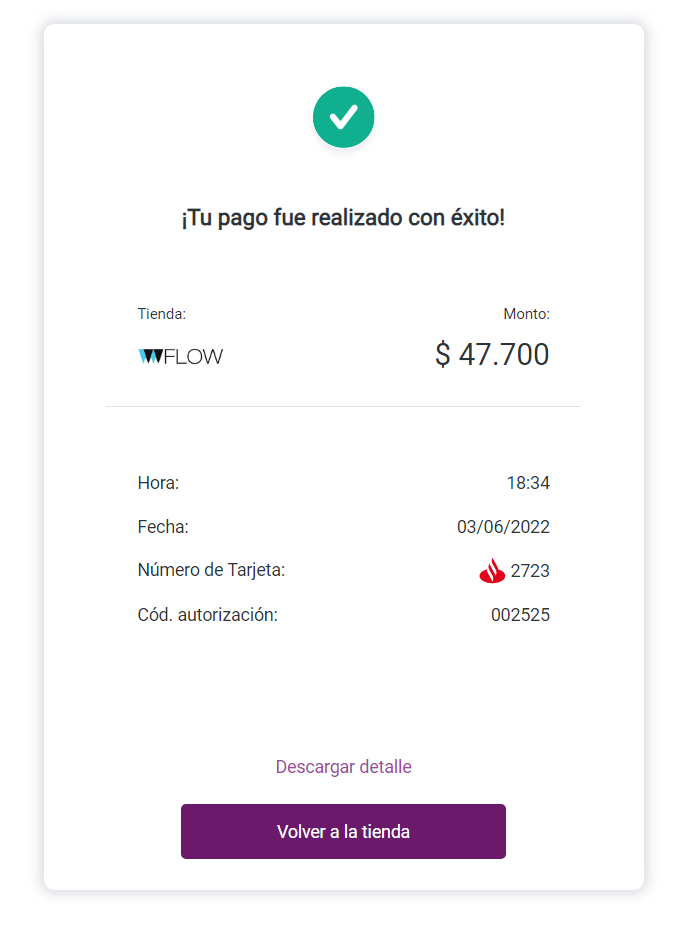 ¡Tu pago fue realizado con éxito!
Tienda: Monto:
FLOW $ 47.700
Hora: 18:34
Fecha: 03/06/2022
Número de Tarjeta: 2723
Cód. autorización: 002525
Descargar detalle
Volver a la tienda